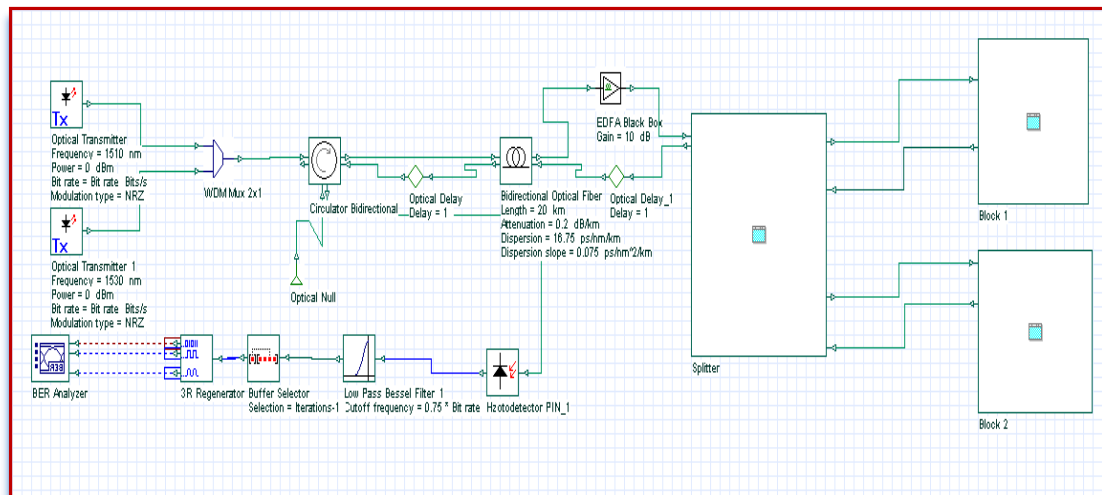 Tx
Optical Transmitter
Frequency = 1510 nm
Power = 0 dBm
Bit rate = Bit rate Bits/s
Modulation type = NRZ
Tx
Optical Transmitter 1
Frequency = 1530 nm
Power = 0 dBm
Bit rate = Bit rate Bits/s
Modulation type = NRZ
WDM Mux 2x1
Circulator Bidirectional
Optical Null
Optical Delay
Delay = 1
Bidirectional Optical Fiber
Length = 20 km
Attenuation = 0.2 dB/km
Dispersion = 16.75 ps/nm/km
Dispersion slope = 0.075 ps/nm^2/km
EDFA Black Box
Gain = 10 dB
Optical Delay_1
Delay = 1
Splitter
Block 1
Block 2
BER
BER Analyzer
3R Regenerator
Buffer Selector
Selection = Iterations-1
Low Pass Bessel Filter 1
Cutoff frequency = 0.75 * Bit rate
Hzotodetector PIN_1